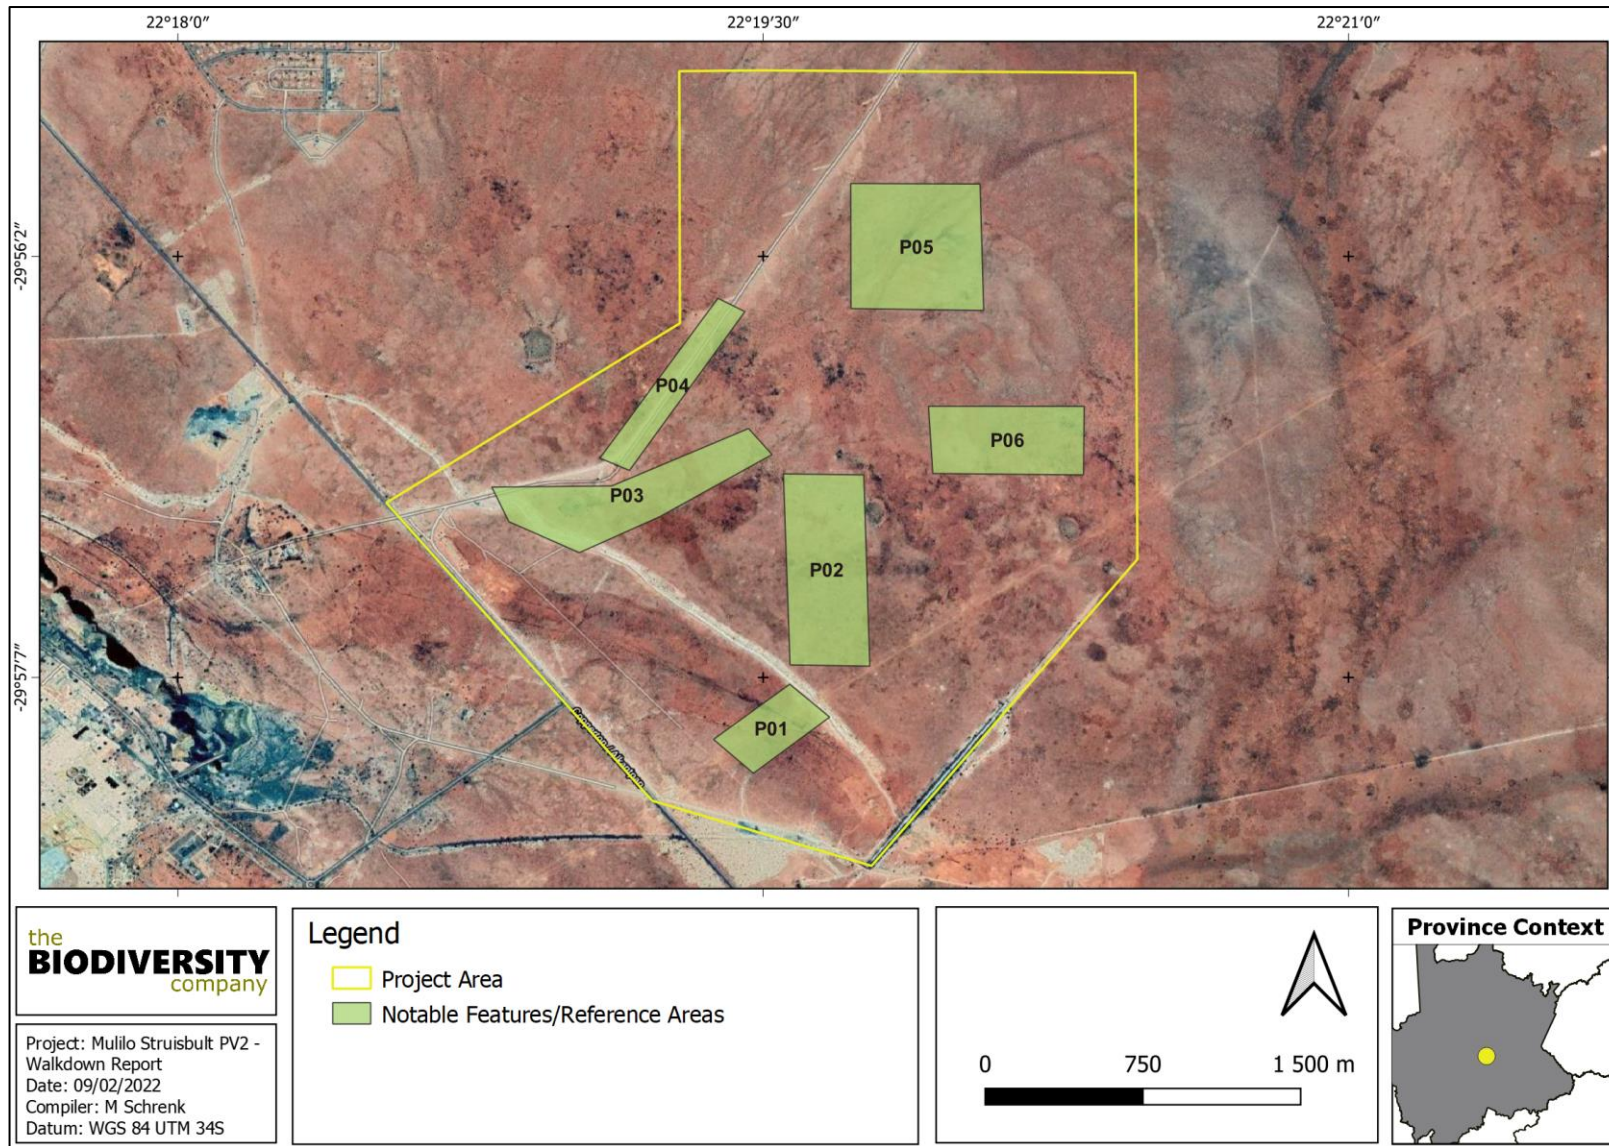 22°18′0″ 22°19′30″ 22°21′0″
-29°56′2″
-29°57′7″
P05
P04
P06
P03
P02
P01
the
BIODIVERSITY
company
Project: Mulilo Struisbult PV2 -
Walkdown Report
Date: 09/02/2022
Compiler: M Schrenk
Datum: WGS 84 UTM 34S
Legend
Project Area
Notable Features/Reference Areas
0 750 1 500 m
Province Context